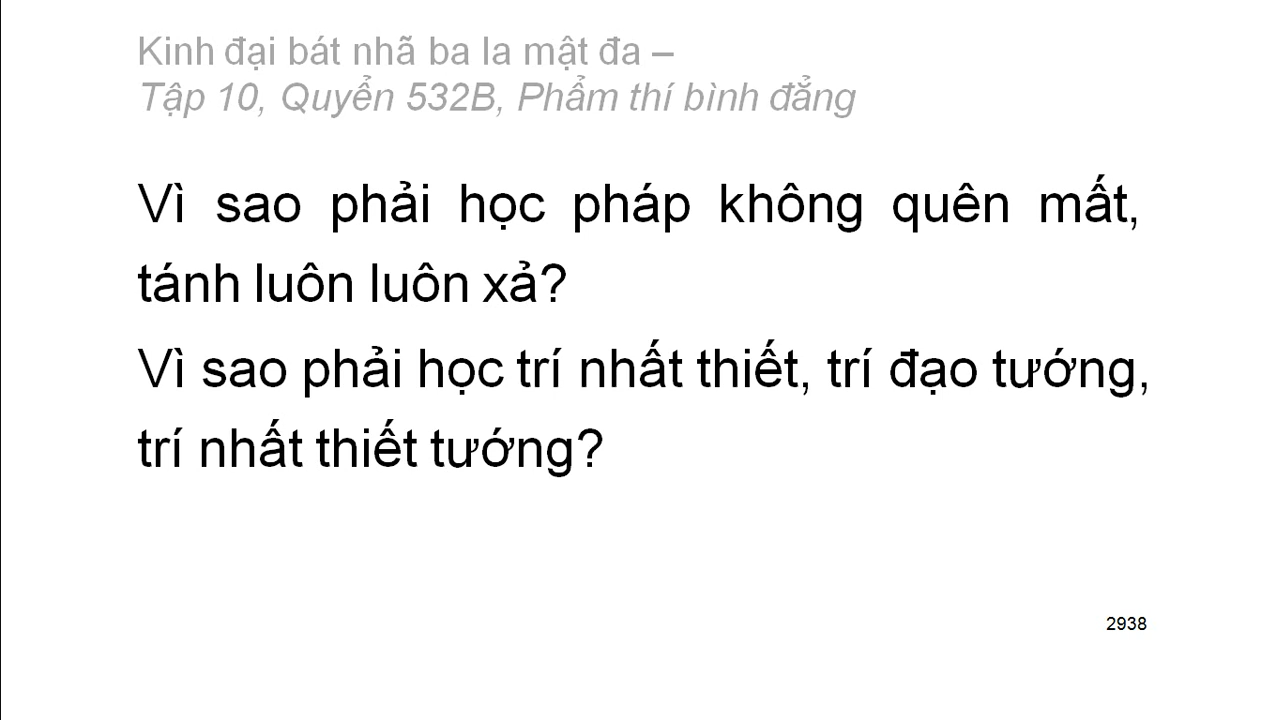 Kinh đại bát nhã ba la mật đa –
Tập 10, Quyển 532B, Phẩm thí bình đẳng
Vì sao phải học pháp không quên mất,
tánh luôn luôn xả?
Vì sao phải học trí nhất thiết, trí đạo tướng,
trí nhất thiết tướng?
2938